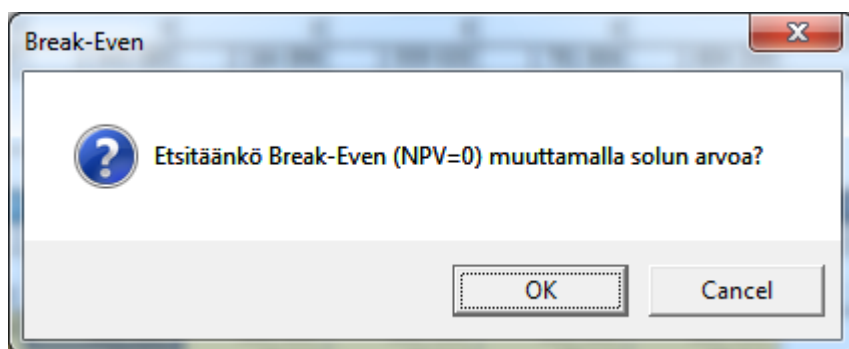 Break-Even
Etsitäänkö Break-Even (NPV=0) muuttamalla solun arvoa?
OK
Cancel